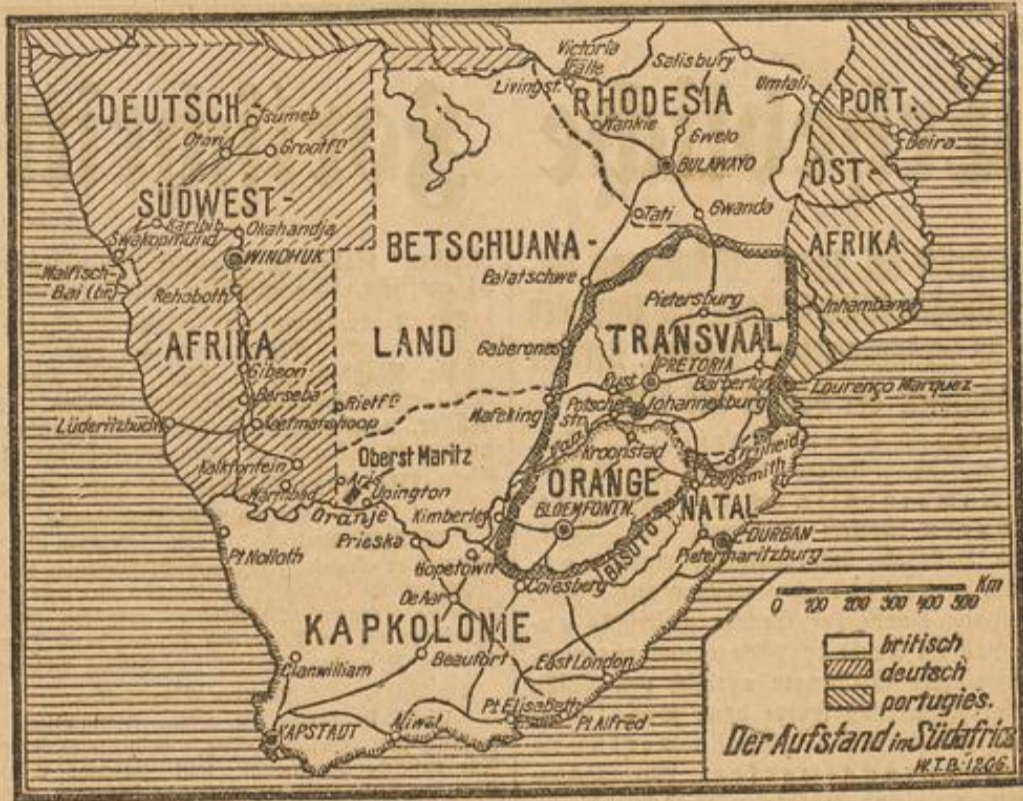 DEUTSCH-
SÜDWEST-
AFRIKA
Tsumeb
Otavi
Grootf.
Karibib
Okahandja
Swakopmund
WINDHUK
Walfisch-
Bai (br.)
Rehoboth
Gibeon
Berseba
Lüderitzbucht
Keetmanshoop
Kalkfontein
Warmbad
Victoria
Fälle
Livingst.
Salisbury
Umtali
RHODESIA
Wankie
Gwelo
BULAWAYO
Tati
Gwanda
PORT.
OST-
AFRIKA
Beira
Inhambane
Lourenço Marquez
BETSCHUANA-
LAND
Palatschwe
Gaberones
Mafeking
Rietf.
Oberst Maritz
Upington
Oranje
Prieska
Pietersburg
TRANSVAAL
PRETORIA
Rust.
Barberton
Potschef-
str.
Johannesburg
Vryheid
Ladysmith
Kroonstad
ORANGE
BLOEMFONTN.
Kimberley
BASUTO
NATAL
DURBAN
Pietermaritzburg
Pt Nolloth
Hopetown
Colesberg
De Aar
KAPKOLONIE
Clanwilliam
Beaufort
East London
Pt Elisabeth
Pt Alfred
KAPSTADT
Aliwal
Km
0 100 200 300 400 500
britisch
deutsch
portugies.
Der Aufstand in Südafrica
W.T.B. 1206